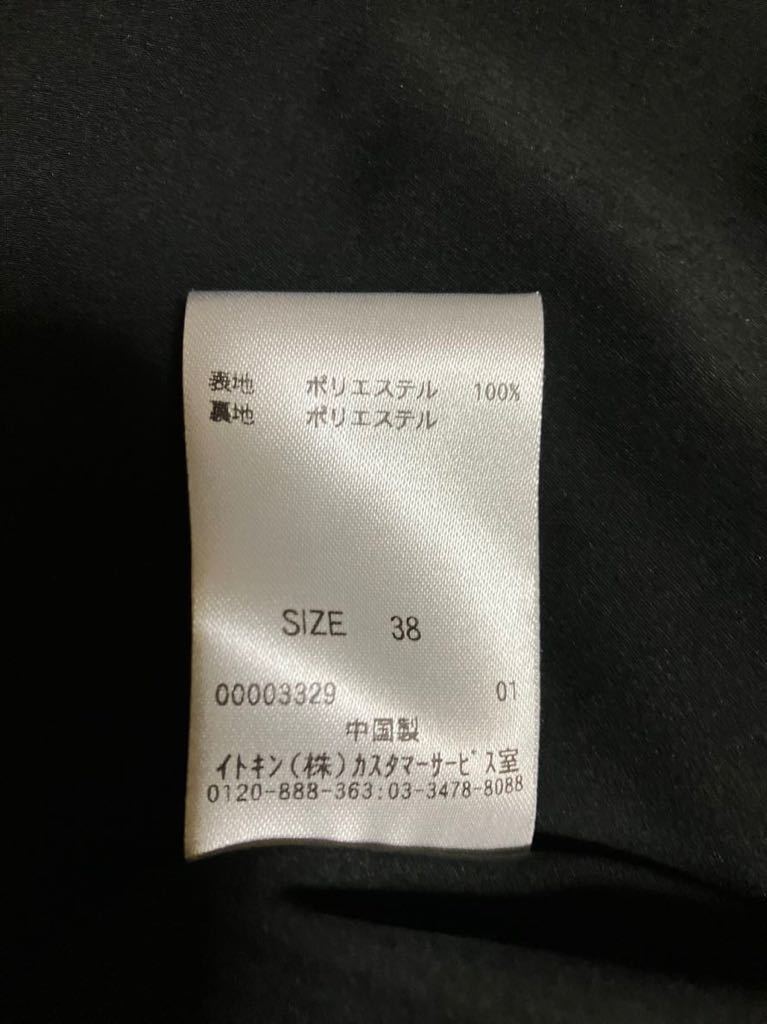 表地 ポリエステル 100%
裏地 ポリエステル
SIZE 38
00003329 01
中国製
イトキン(株)カスタマーサービス室
0120-888-363:03-3478-8088